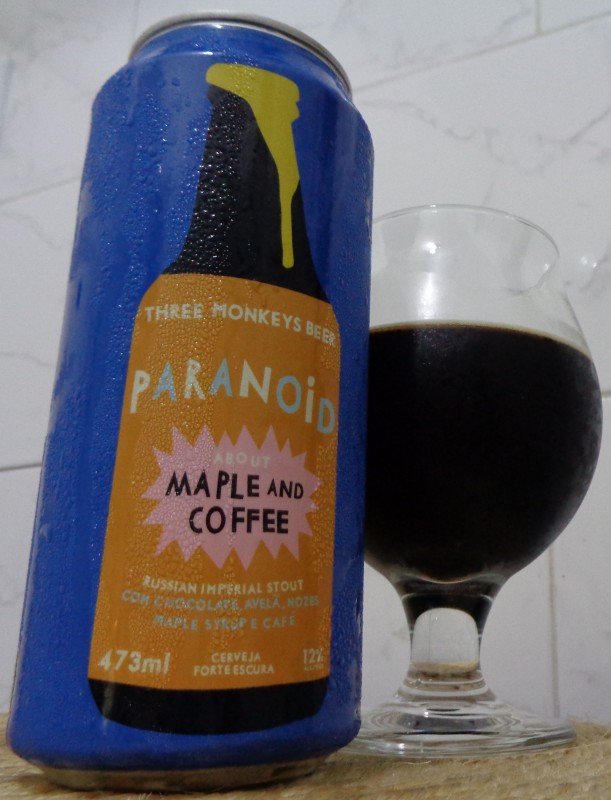 THREE MONKEYS BEER
PARANOiD
ABOUT
MAPLE AND
COFFEE
RUSSIAN IMPERIAL STOUT
COM CHOCOLATE, AVELÃ, NOZES
MAPLE SYRUP E CAFÉ
473ml
CERVEJA
FORTE ESCURA
12%